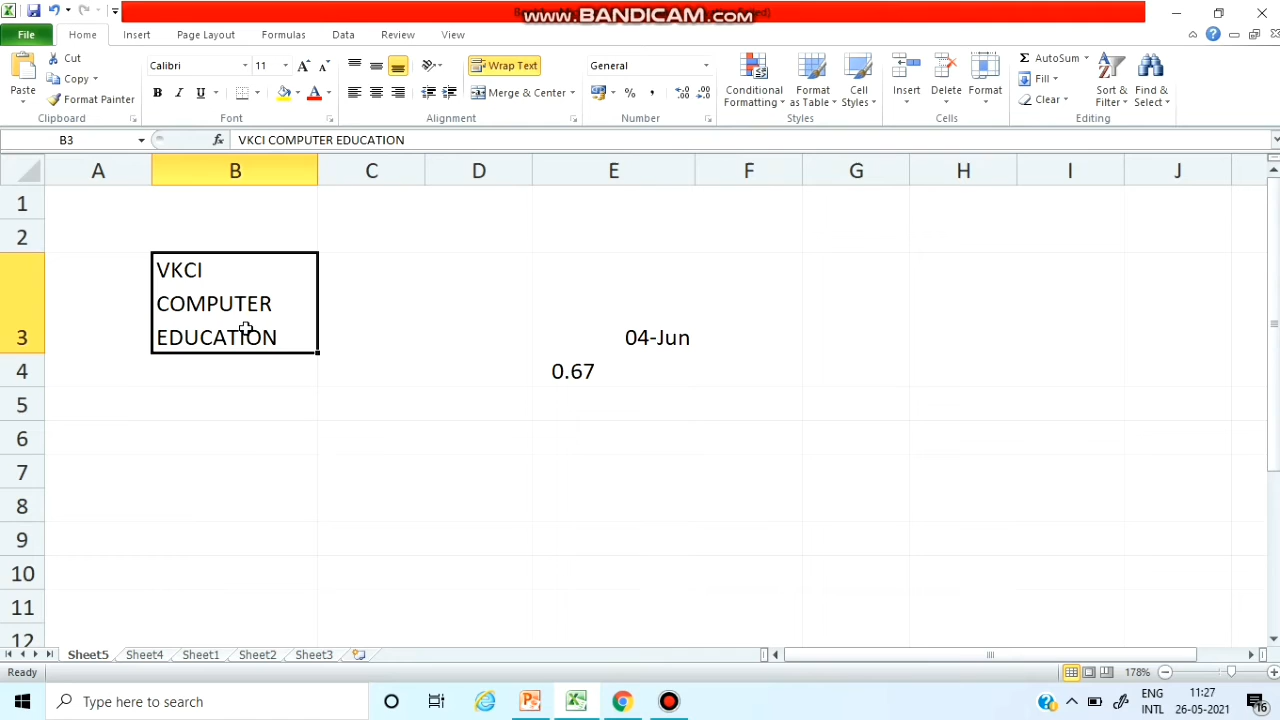 www.BANDICAM.com
File Home Insert Page Layout Formulas Data Review View
Cut
Copy
Format Painter
Paste
Clipboard
Calibri 11
B I U
Font
Wrap Text
Merge & Center
Alignment
General
% ,
Number
Conditional Formatting
Format as Table
Cell Styles
Styles
Insert Delete Format
Cells
Σ AutoSum
Fill
Clear
Sort & Filter
Find & Select
Editing
B3 fx VKCI COMPUTER EDUCATION
A B C D E F G H I J
1
2
VKCI
COMPUTER
3 EDUCATION 04-Jun
4 0.67
5
6
7
8
9
10
11
12
Sheet5 Sheet4 Sheet1 Sheet2 Sheet3
Ready 178%
Type here to search
ENG
INTL
11:27
26-05-2021
16